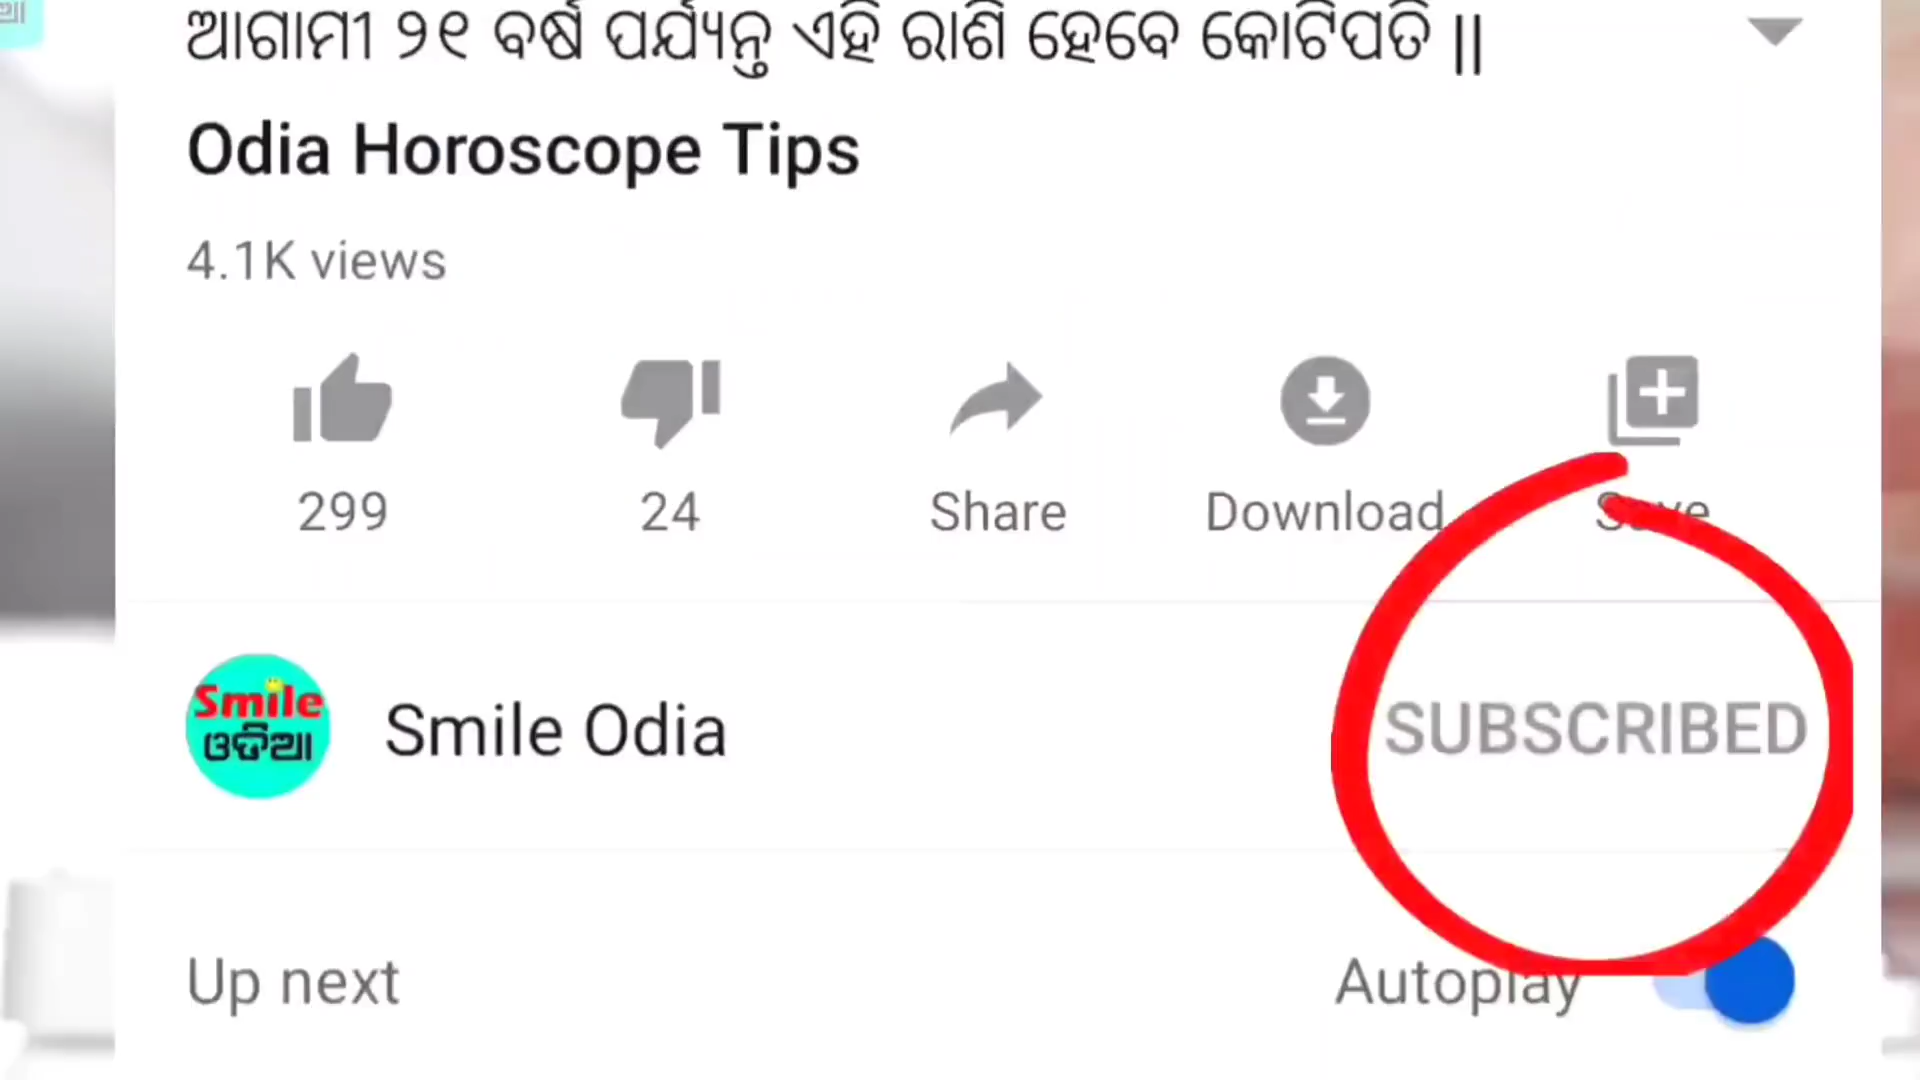 ଆଗାମୀ ୨୧ ବର୍ଷ ପର୍ଯ୍ୟନ୍ତ ଏହି ରାଶି ହେବେ କୋଟିପତି ||
Odia Horoscope Tips
4.1K views
299 24 Share Download Save
Smile ଓଡିଆ
Smile Odia SUBSCRIBED
Up next Autoplay